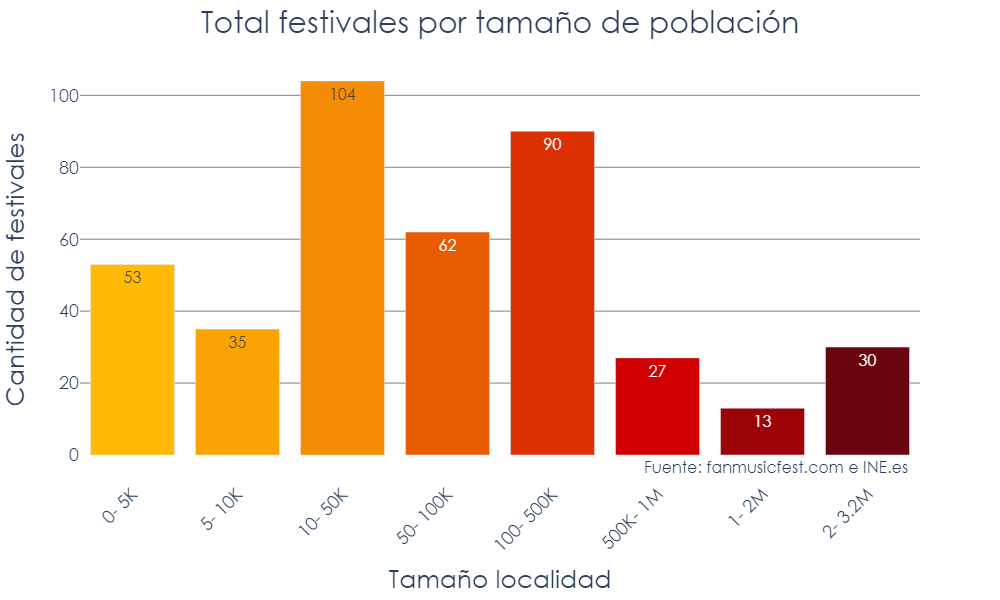 Total festivales por tamaño de población
Cantidad de festivales
100
80
60
40
20
0
53
35
104
62
90
27
13
30
Fuente: fanmusicfest.com e INE.es
0- 5K
5- 10K
10- 50K
50- 100K
100- 500K
500K- 1M
1- 2M
2- 3.2M
Tamaño localidad